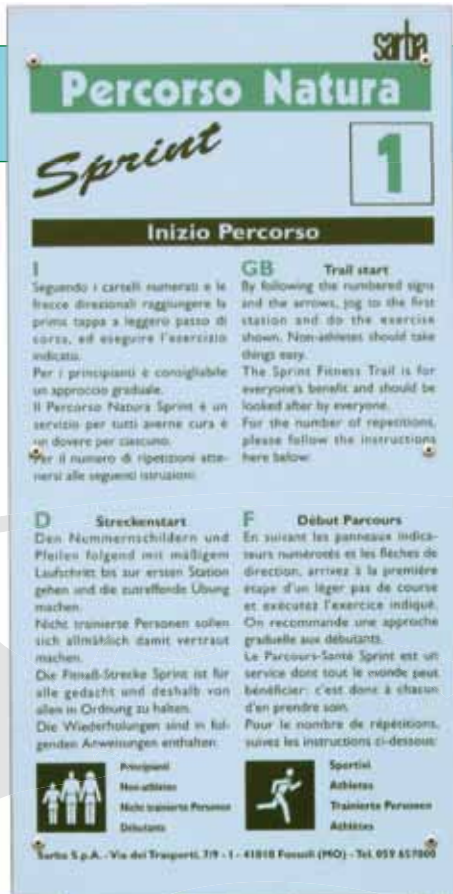 sarba
Percorso Natura
Sprint
1
Inizio Percorso
I
Seguendo i cartelli numerati e le
frecce direzionali raggiungere la
prima tappa a leggero passo di
corsa, ed eseguire l'esercizio
indicato.
Per i principianti è consigliabile
un approccio graduale.
Il Percorso Natura Sprint è un
servizio per tutti averne cura è
un dovere per ciascuno.
Per il numero di ripetizioni atte-
nersi alle seguenti istruzioni:
GB Trail start
By following the numbered signs
and the arrows, jog to the first
station and do the exercise
shown. Non-athletes should take
things easy.
The Sprint Fitness Trail is for
everyone's benefit and should be
looked after by everyone.
For the number of repetitions,
please follow the instructions
here below:
D Streckenstart
Den Nummernschildern und
Pfeilen folgend mit mäßigem
Laufschritt bis zur ersten Station
gehen und die zutreffende Übung
machen.
Nicht trainierte Personen sollen
sich allmählich damit vertraut
machen.
Die Fitneß-Strecke Sprint ist für
alle gedacht und deshalb von
allen in Ordnung zu halten.
Die Wiederholungen sind in fol-
genden Anweisungen enthalten:
F Début Parcours
En suivant les panneaux indica-
teurs numérotés et les flèches de
direction, arrivez à la première
étape d'un léger pas de course
et exécutez l'exercice indiqué.
On recommande une approche
graduelle aux débutants.
Le Parcours-Santé Sprint est un
service dont tout le monde peut
bénéficier: c'est donc à chacun
d'en prendre soin.
Pour le nombre de répétitions,
suivez les instructions ci-dessous:
Principianti
Non-athletes
Nicht trainierte Personen
Débutants
Sportivi
Athletes
Trainierte Personen
Athlètes
Sarba S.p.A. - Via dei Trasporti, 7/9 - I - 41010 Fossoli (MO) - Tel. 059 657000